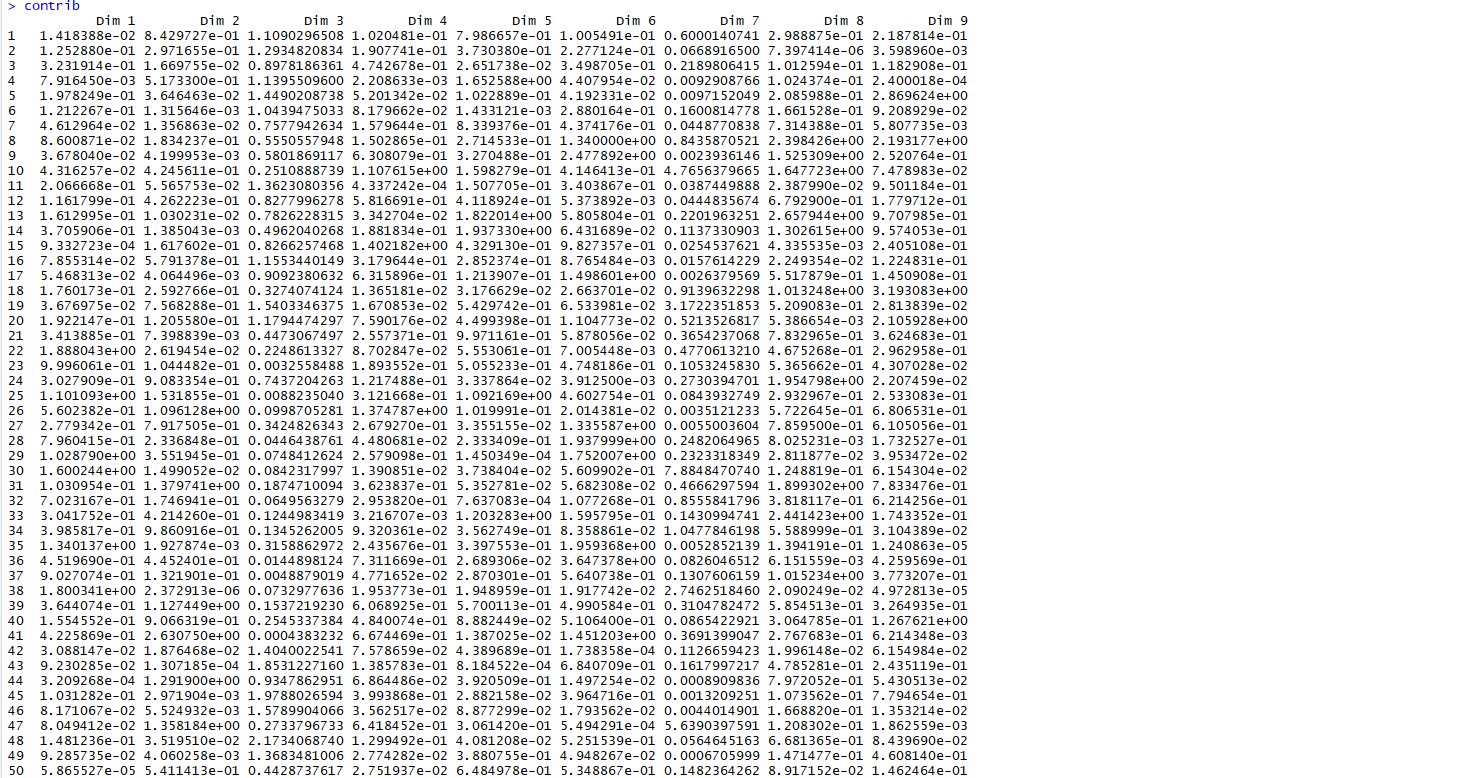 > contrib
Dim 1 Dim 2 Dim 3 Dim 4 Dim 5 Dim 6 Dim 7 Dim 8 Dim 9
1 1.418388e-02 8.429727e-01 1.1090296508 1.020481e-01 7.986657e-01 1.005491e-01 0.6000140741 2.988875e-01 2.187814e-01
2 1.252880e-01 2.971655e-01 1.2934820834 1.907741e-01 3.730380e-01 2.277124e-01 0.0668916500 7.397414e-06 3.598960e-03
3 3.231914e-01 1.669755e-02 0.8978186361 4.742678e-01 2.651738e-02 3.498705e-01 0.2189806415 1.012594e-01 1.182908e-01
4 7.916450e-03 5.173300e-01 1.1395509600 2.208633e-03 1.652588e+00 4.407954e-02 0.0092908766 1.024374e-01 2.400018e-04
5 1.978249e-01 3.646463e-02 1.4490208738 5.201342e-02 1.022889e-01 4.192331e-02 0.0097152049 2.085988e-01 2.869624e+00
6 1.212267e-01 1.315646e-03 1.0439475033 8.179662e-02 1.433121e-03 2.880164e-01 0.1600814778 1.661528e-01 9.208929e-02
7 4.612964e-02 1.356863e-02 0.7577942634 1.579644e-01 8.339376e-01 4.374176e-01 0.0448770838 7.314388e-01 5.807735e-03
8 8.600871e-02 1.834237e-01 0.5550557948 1.502865e-01 2.714533e-01 1.340000e+00 0.8435870521 2.398426e+00 2.193177e+00
9 3.678040e-02 4.199953e-03 0.5801869117 6.308079e-01 3.270488e-01 2.477892e+00 0.0023936146 1.525309e+00 2.520764e-01
10 4.316257e-02 4.245611e-01 0.2510888739 1.107615e+00 1.598279e-01 4.146413e-01 4.7656379665 1.647723e+00 7.478983e-02
11 2.066668e-01 5.565753e-02 1.3623080356 4.337242e-04 1.507705e-01 3.403867e-01 0.0387449888 2.387990e-02 9.501184e-01
12 1.161799e-01 4.262223e-01 0.8277996278 5.816691e-01 4.118924e-01 5.373892e-03 0.0444835674 6.792900e-01 1.779712e-01
13 1.612995e-01 1.030231e-02 0.7826228315 3.342704e-02 1.822014e+00 5.805804e-01 0.2201963251 2.657944e+00 9.707985e-01
14 3.705906e-01 1.385043e-03 0.4962040268 1.881834e-01 1.937330e+00 6.431689e-02 0.1137330903 1.302615e+00 9.574053e-01
15 9.332723e-04 1.617602e-01 0.8266257468 1.402182e+00 4.329130e-01 9.827357e-01 0.0254537621 4.335535e-03 2.405108e-01
16 7.855314e-02 5.791378e-01 1.1553440149 3.179644e-01 2.852374e-01 8.765484e-03 0.0157614229 2.249354e-02 1.224831e-01
17 5.468313e-02 4.064496e-03 0.9092380632 6.315896e-01 1.213907e-01 1.498601e+00 0.0026379569 5.517879e-01 1.450908e-01
18 1.760173e-01 2.592766e-01 0.3274074124 1.365181e-02 3.176629e-02 2.663701e-02 0.9139632298 1.013248e+00 3.193083e+00
19 3.676975e-02 7.568288e-01 1.5403346375 1.670853e-02 5.429742e-01 6.533981e-02 3.1722351853 5.209083e-01 2.813839e-02
20 1.922147e-01 1.205580e-01 1.1794474297 7.590176e-02 4.499398e-01 1.104773e-02 0.5213526817 5.386654e-03 2.105928e+00
21 3.413885e-01 7.398839e-03 0.4473067497 2.557371e-01 9.971161e-01 5.878056e-02 0.3654237068 7.832965e-01 3.624683e-01
22 1.888043e+00 2.619454e-02 0.2248613327 8.702847e-02 5.553061e-01 7.005448e-03 0.4770613210 4.675268e-01 2.962958e-01
23 9.996061e-01 1.044482e-01 0.0032558488 1.893552e-01 5.055233e-01 4.748186e-01 0.1053245830 5.365662e-01 4.307028e-02
24 3.027909e-01 9.083354e-01 0.7437204263 1.217488e-01 3.337864e-02 3.912500e-03 0.2730394701 1.954798e+00 2.207459e-02
25 1.101093e+00 1.531855e-01 0.0088235040 3.121668e-01 1.092169e+00 4.602754e-01 0.0843932749 2.932967e-01 2.533083e-01
26 5.602382e-01 1.096128e+00 0.0998705281 1.374787e+00 1.019991e-01 2.014381e-02 0.0035121233 5.722645e-01 6.806531e-01
27 2.779342e-01 7.917505e-01 0.3424826343 2.679270e-01 3.355155e-02 1.335587e+00 0.0055003604 7.859500e-01 6.105056e-01
28 7.960415e-01 2.336848e-01 0.0446438761 4.480681e-02 2.333409e-01 1.937999e+00 0.2482064965 8.025231e-03 1.732527e-01
29 1.028790e+00 3.551945e-01 0.0748412624 2.579098e-01 1.450349e-04 1.752007e+00 0.2323318349 2.811877e-02 3.953472e-02
30 1.600244e+00 1.499052e-02 0.0842317997 1.390851e-02 3.738404e-02 5.609902e-01 7.8848470740 1.248819e-01 6.154304e-02
31 1.030954e-01 1.379741e+00 0.1874710094 3.623837e-01 5.352781e-02 5.682308e-02 0.4666297594 1.899302e+00 7.833476e-01
32 7.023167e-01 1.746941e-01 0.0649563279 2.953820e-01 7.637083e-04 1.077268e-01 0.8555841796 3.818117e-01 6.214256e-01
33 3.041752e-01 4.214260e-01 0.1244983419 3.216707e-03 1.203283e+00 1.595795e-01 0.1430994741 2.441423e+00 1.743352e-01
34 3.985817e-01 9.860916e-01 0.1345262005 9.320361e-02 3.562749e-01 8.358861e-02 1.0477846198 5.588999e-01 3.104389e-02
35 1.340137e+00 1.927874e-03 0.3158862972 2.435676e-01 3.397553e-01 1.959368e+00 0.0052852139 1.394191e-01 1.240863e-05
36 4.519690e-01 4.452401e-01 0.0144898124 7.311669e-01 2.689306e-02 3.647378e+00 0.0826046512 6.151559e-03 4.259569e-01
37 9.027074e-01 1.321901e-01 0.0048879019 4.771652e-02 2.870301e-01 5.640738e-01 0.1307606159 1.015234e+00 3.773207e-01
38 1.800341e+00 2.372913e-06 0.0732977636 1.953773e-01 1.948959e-01 1.917742e-02 2.7462518460 2.090249e-02 4.972813e-05
39 3.644074e-01 1.127449e+00 0.1537219230 6.068925e-01 5.700113e-01 4.990584e-01 0.3104782472 5.854513e-01 3.264935e-01
40 1.554552e-01 9.066319e-01 0.2545337384 4.840074e-01 8.882449e-02 5.106400e-01 0.0865422921 3.064785e-01 1.267621e+00
41 4.225869e-01 2.630750e+00 0.0004383232 6.674469e-01 1.387025e-02 1.451203e+00 0.3691399047 2.767683e-01 6.214348e-03
42 3.088147e-02 1.876468e-02 1.4040022541 7.578659e-02 4.389689e-01 1.738358e-04 0.1126659423 1.996148e-02 6.154984e-02
43 9.230285e-02 1.307185e-04 1.8531227160 1.385783e-01 8.184522e-04 6.840709e-01 0.1617997217 4.785281e-01 2.435119e-01
44 3.209268e-04 1.291900e+00 0.9347862951 6.864486e-02 3.920509e-01 1.497254e-02 0.0008909836 7.972052e-01 5.430513e-02
45 1.031282e-01 2.971904e-03 1.9788026594 3.993868e-01 2.882158e-02 3.964716e-01 0.0013209251 1.073562e-01 7.794654e-01
46 8.171067e-02 5.524932e-03 1.5789904066 3.562517e-02 8.877299e-02 1.793562e-02 0.0044014901 1.668820e-01 1.353214e-02
47 8.049412e-02 1.358184e+00 0.2733796733 6.418452e-01 3.061420e-01 5.494291e-04 5.6390397591 1.208302e-01 1.862559e-03
48 1.481236e-01 3.519510e-02 2.1734068740 1.299492e-01 4.081208e-02 5.251539e-01 0.0564645163 6.681365e-01 8.439690e-02
49 9.285735e-02 4.060258e-03 1.3683481006 2.774282e-02 3.880755e-01 4.948267e-02 0.0006705999 1.471477e-01 4.608140e-01
50 5.865527e-05 5.411413e-01 0.4428737617 2.751937e-02 6.484978e-01 5.348867e-01 0.1482364262 8.917152e-02 1.462464e-01